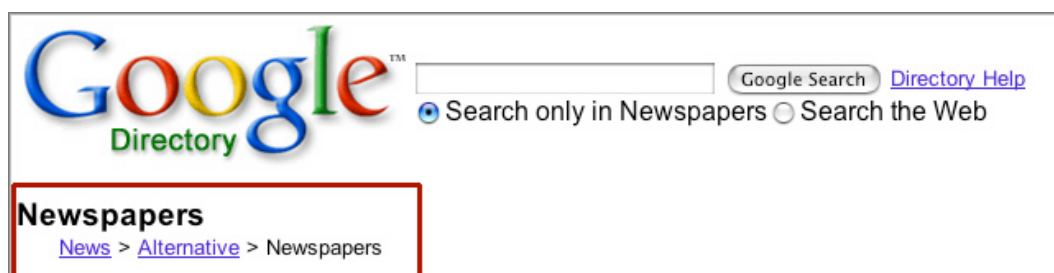 Google™
Directory
Google Search Directory Help
Search only in Newspapers Search the Web
Newspapers
News > Alternative > Newspapers